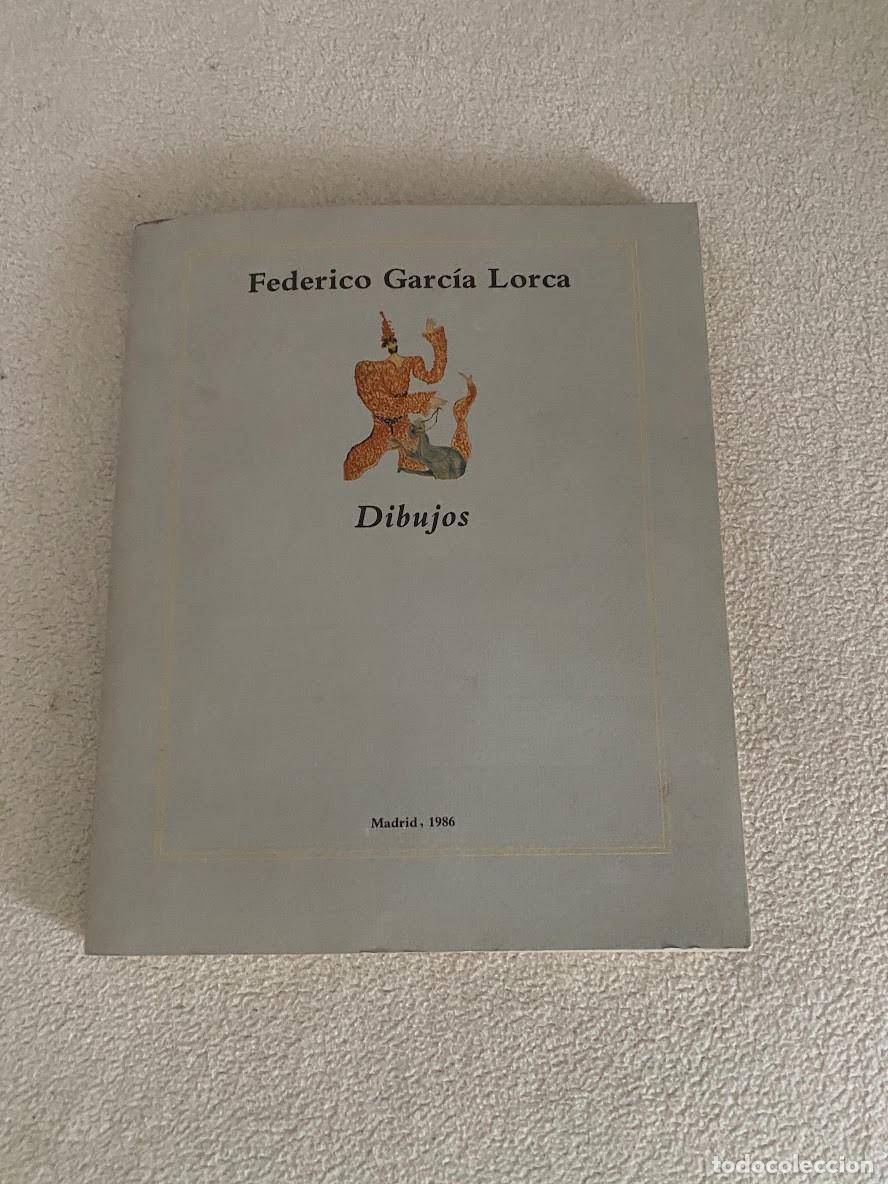 Federico García Lorca
Dibujos
Madrid, 1986
todocoleccion